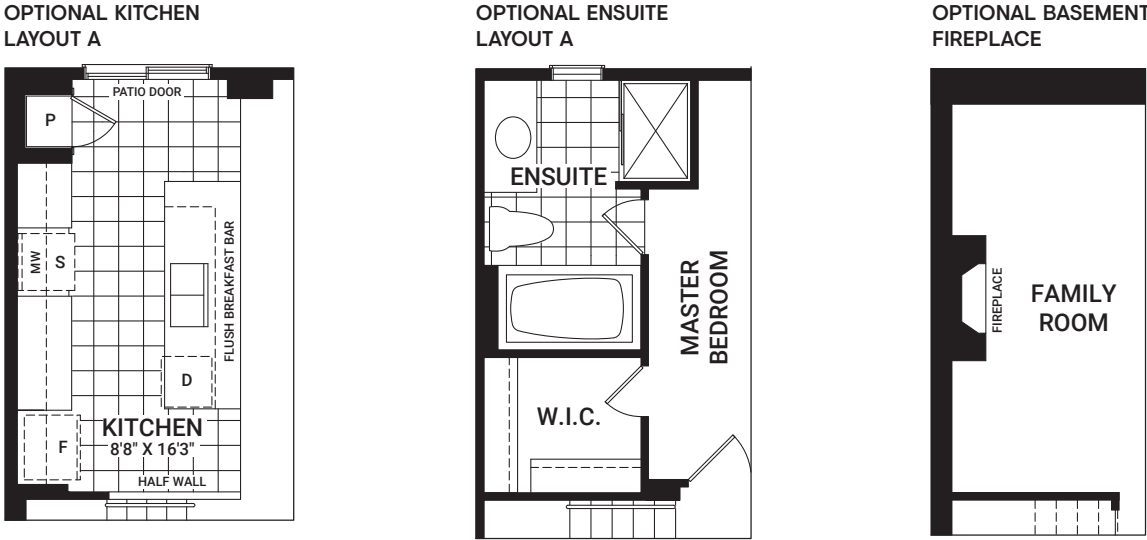 OPTIONAL KITCHEN
LAYOUT A
PATIO DOOR
P
MW
S
FLUSH BREAKFAST BAR
D
F
KITCHEN
8'8" X 16'3"
HALF WALL
OPTIONAL ENSUITE
LAYOUT A
ENSUITE
MASTER
BEDROOM
W.I.C.
OPTIONAL BASEMENT
FIREPLACE
FIREPLACE
FAMILY
ROOM